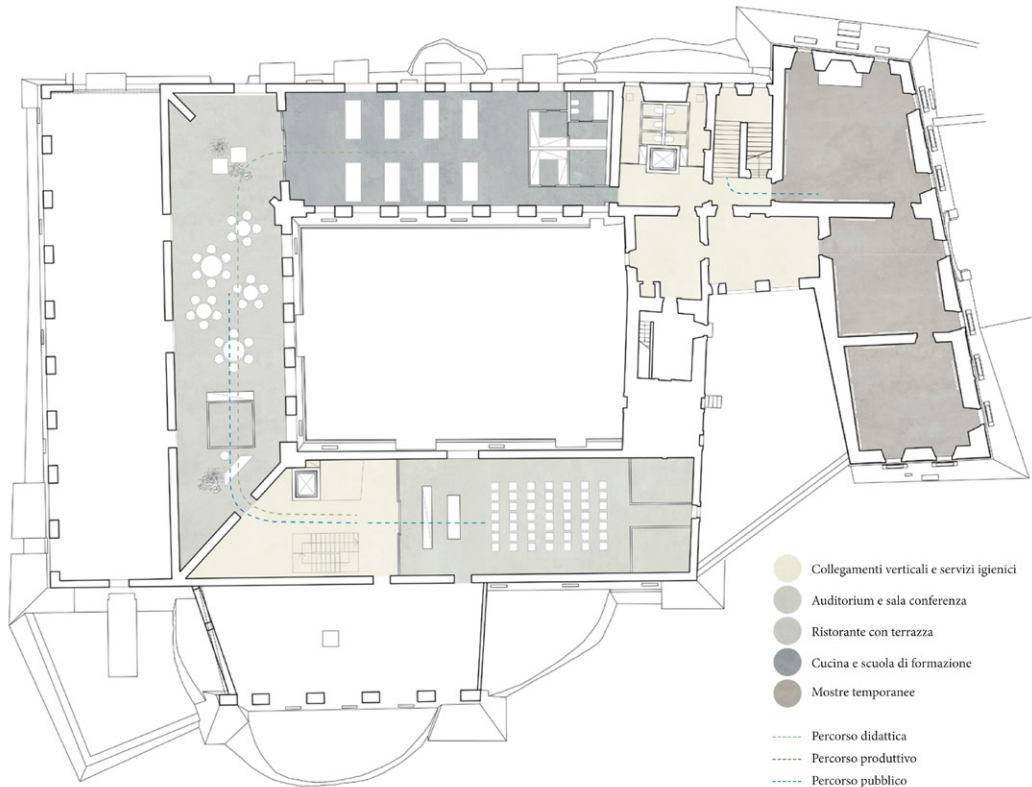 Collegamenti verticali e servizi igienici
Auditorium e sala conferenza
Ristorante con terrazza
Cucina e scuola di formazione
Mostre temporanee
Percorso didattica
Percorso produttivo
Percorso pubblico